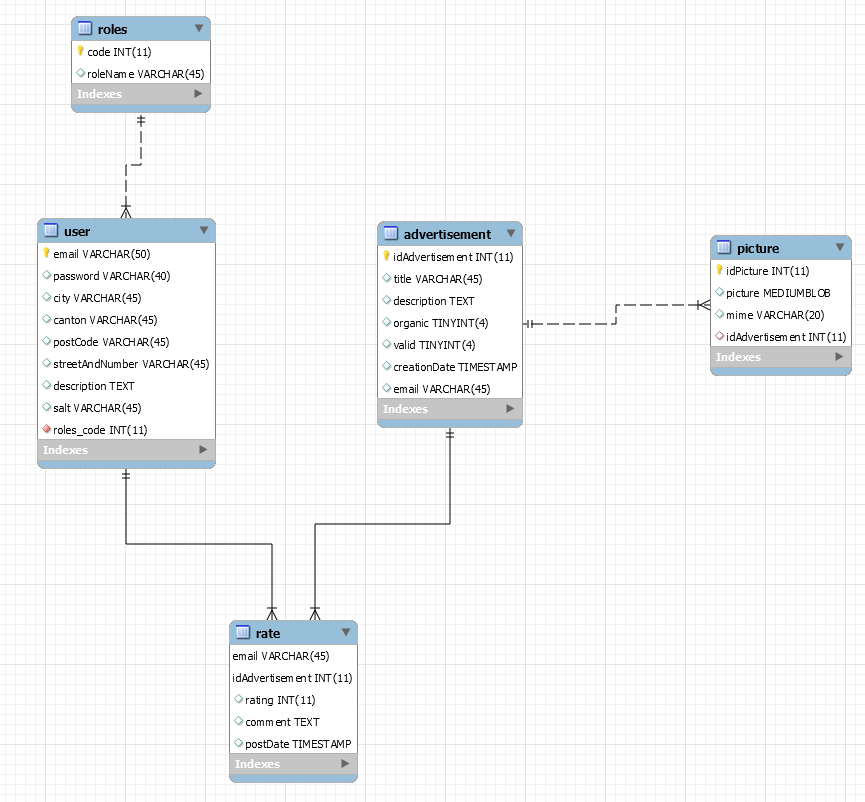 roles
code INT(11)
roleName VARCHAR(45)
Indexes
user
email VARCHAR(50)
password VARCHAR(40)
city VARCHAR(45)
canton VARCHAR(45)
postCode VARCHAR(45)
streetAndNumber VARCHAR(45)
description TEXT
salt VARCHAR(45)
roles_code INT(11)
Indexes
advertisement
idAdvertisement INT(11)
title VARCHAR(45)
description TEXT
organic TINYINT(4)
valid TINYINT(4)
creationDate TIMESTAMP
email VARCHAR(45)
Indexes
picture
idPicture INT(11)
picture MEDIUMBLOB
mime VARCHAR(20)
idAdvertisement INT(11)
Indexes
rate
email VARCHAR(45)
idAdvertisement INT(11)
rating INT(11)
comment TEXT
postDate TIMESTAMP
Indexes